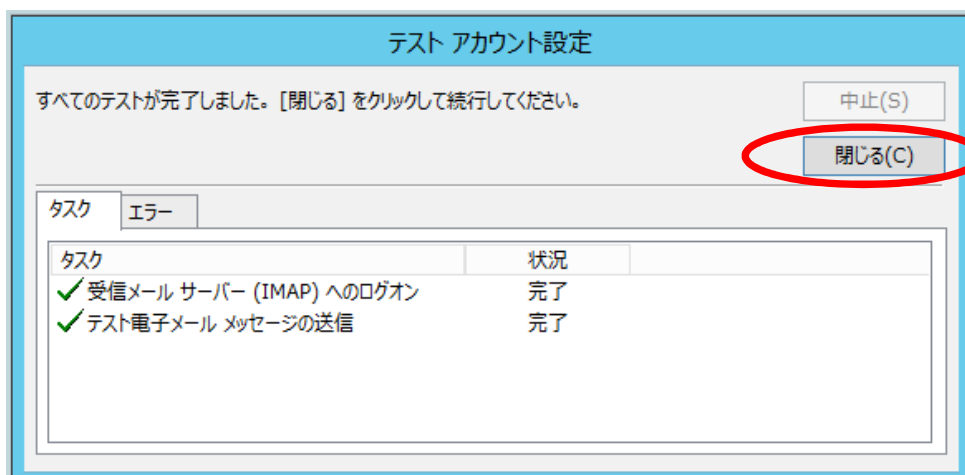 テスト アカウント設定
すべてのテストが完了しました。[閉じる] をクリックして続行してください。
中止(S)
閉じる(C)
タスク エラー
タスク 状況
受信メール サーバー (IMAP) へのログオン 完了
テスト電子メール メッセージの送信 完了